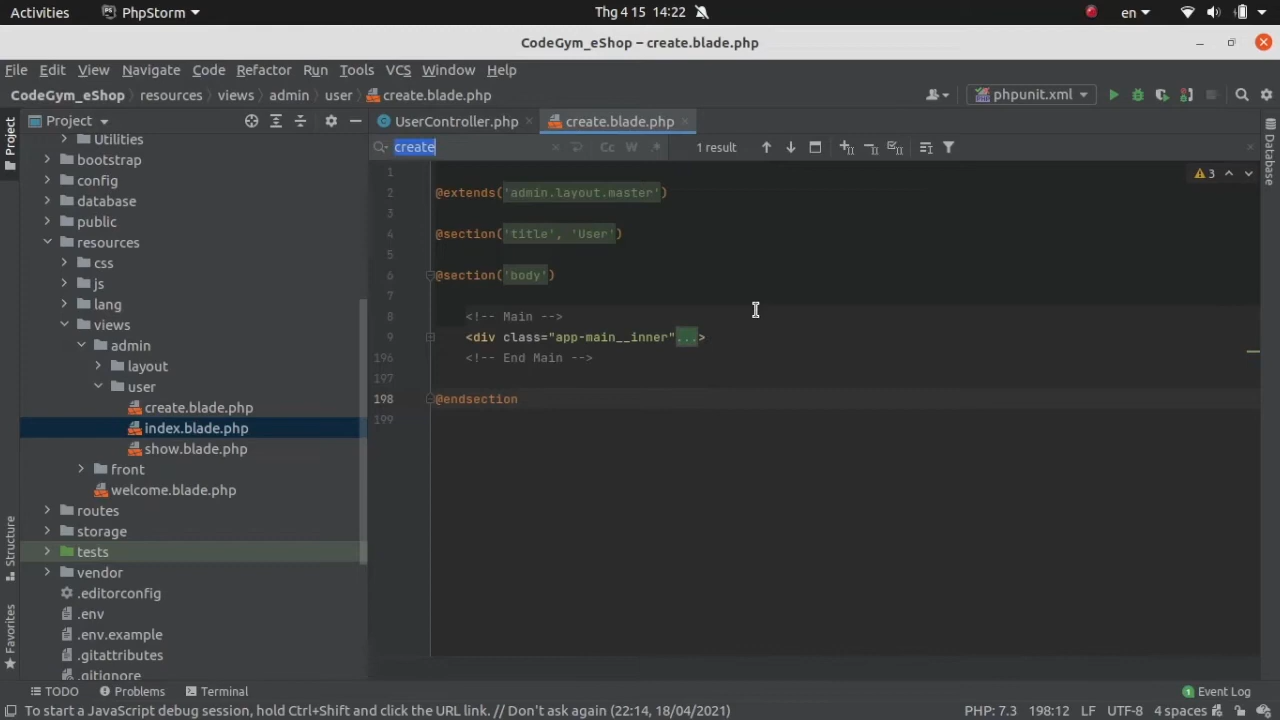 Activities PhpStorm Thg 4 15 14:22 en
CodeGym_eShop – create.blade.php
File Edit View Navigate Code Refactor Run Tools VCS Window Help
CodeGym_eShop resources views admin user create.blade.php phpunit.xml
Project Project UserController.php create.blade.php Database
create Cc W .* 1 result
Utilities
bootstrap
config
database
public
resources
css
js
lang
views
admin
layout
user
create.blade.php
index.blade.php
show.blade.php
front
welcome.blade.php
routes
storage
tests
vendor
.editorconfig
.env
.env.example
.gitattributes
.gitignore
1 3
2 @extends('admin.layout.master')
3
4 @section('title', 'User')
5
6 @section('body')
7
8 <!-- Main -->
9 <div class="app-main__inner"...>
196 <!-- End Main -->
197
198 @endsection
199
Structure
Favorites
TODO Problems Terminal 1 Event Log
To start a JavaScript debug session, hold Ctrl+Shift and click the URL link. // Don't ask again (22:14, 18/04/2021) PHP: 7.3 198:12 LF UTF-8 4 spaces